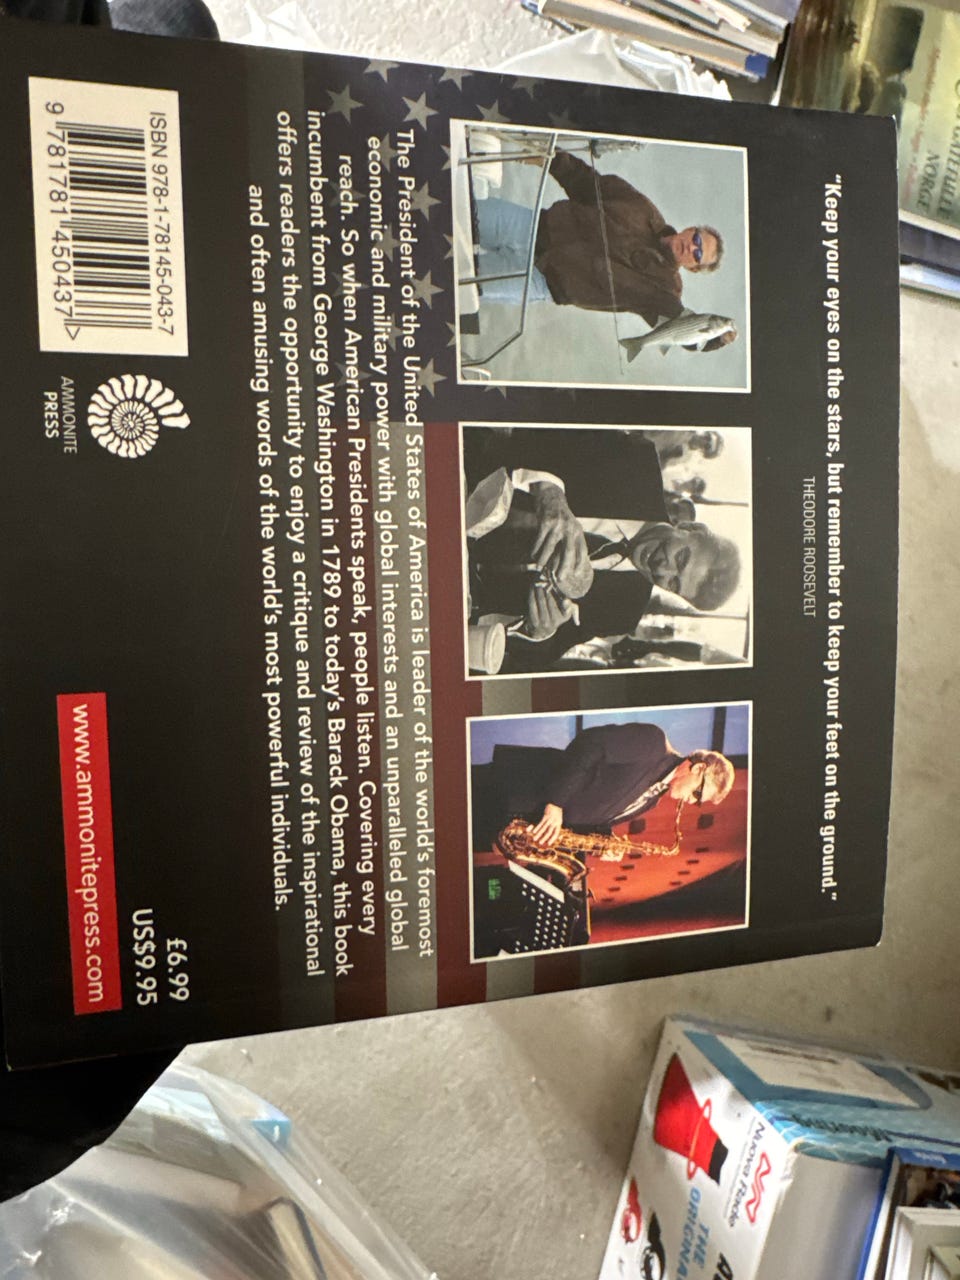 "Keep your eyes on the stars, but remember to keep your feet on the ground."
THEODORE ROOSEVELT
The President of the United States of America is leader of the world's foremost
economic and military power with global interests and an unparalleled global
reach. So when American Presidents speak, people listen. Covering every
incumbent from George Washington in 1789 to today's Barack Obama, this book
offers readers the opportunity to enjoy a critique and review of the inspirational
and often amusing words of the world's most powerful individuals.
ISBN 978-1-78145-043-7
9 781781 450437 >
AMMONITE
PRESS
www.ammonitepress.com
£6.99
US$9.95
NORGE
Nuova Rade
THE
ORIGINA